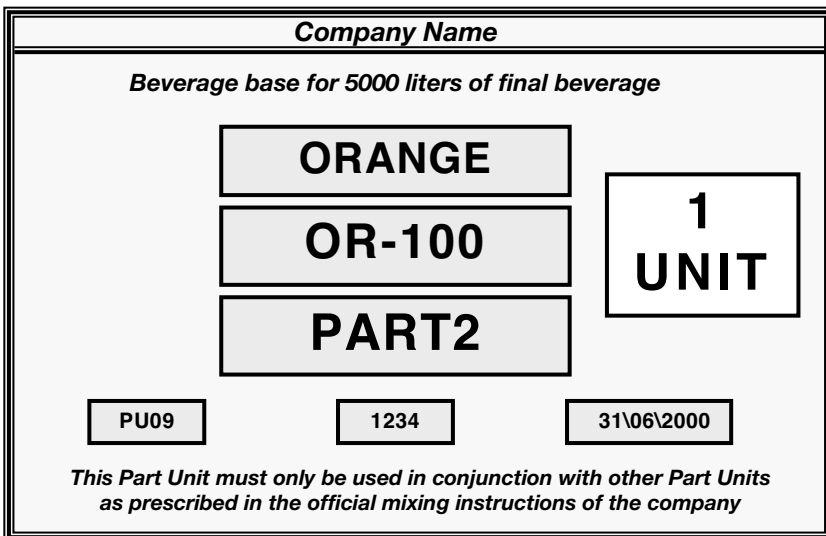 Company Name
Beverage base for 5000 liters of final beverage
ORANGE
OR-100
PART2
1
UNIT
PU09
1234
31\06\2000
This Part Unit must only be used in conjunction with other Part Units
as prescribed in the official mixing instructions of the company